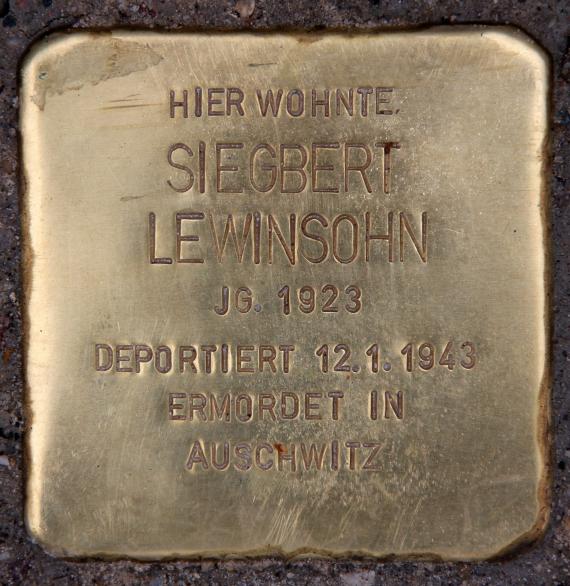 HIER WOHNTE
SIEGBERT
LEWINSOHN
JG. 1923
DEPORTIERT 12.1.1943
ERMORDET IN
AUSCHWITZ